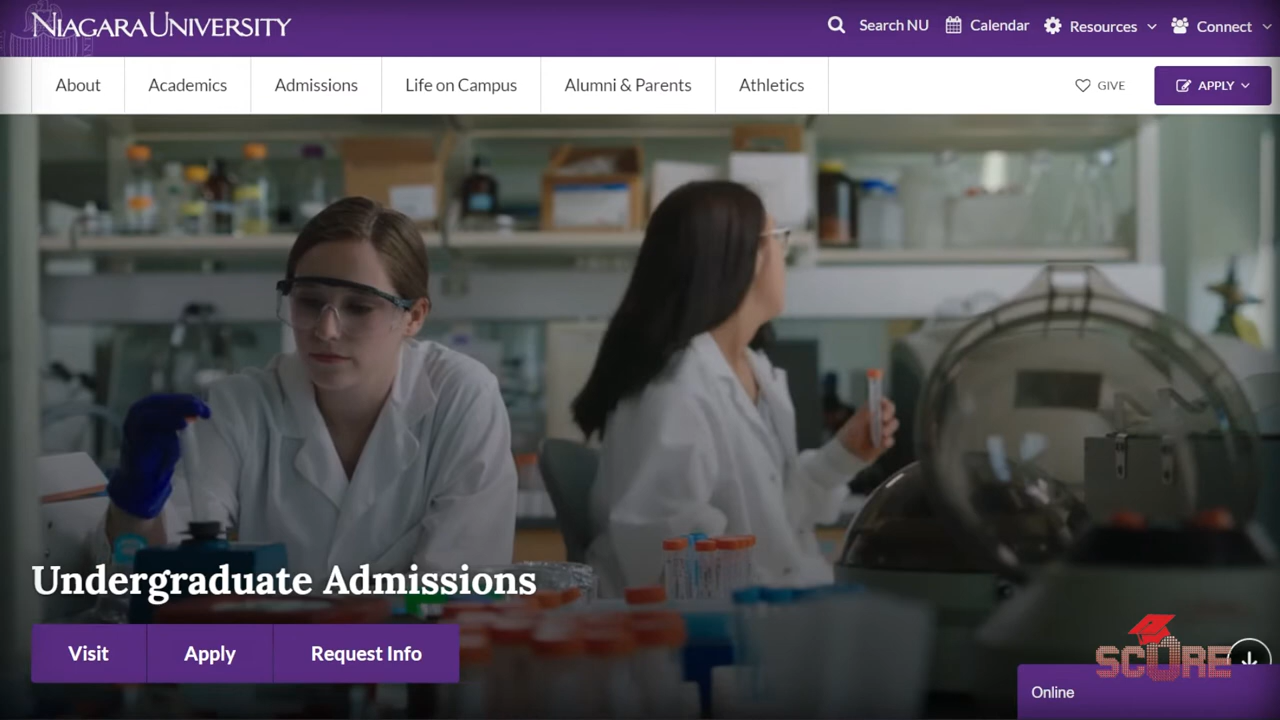 NIAGARA UNIVERSITY
Search NU Calendar Resources Connect
About Academics Admissions Life on Campus Alumni & Parents Athletics GIVE APPLY
Undergraduate Admissions
Visit Apply Request Info
SCORE
Online